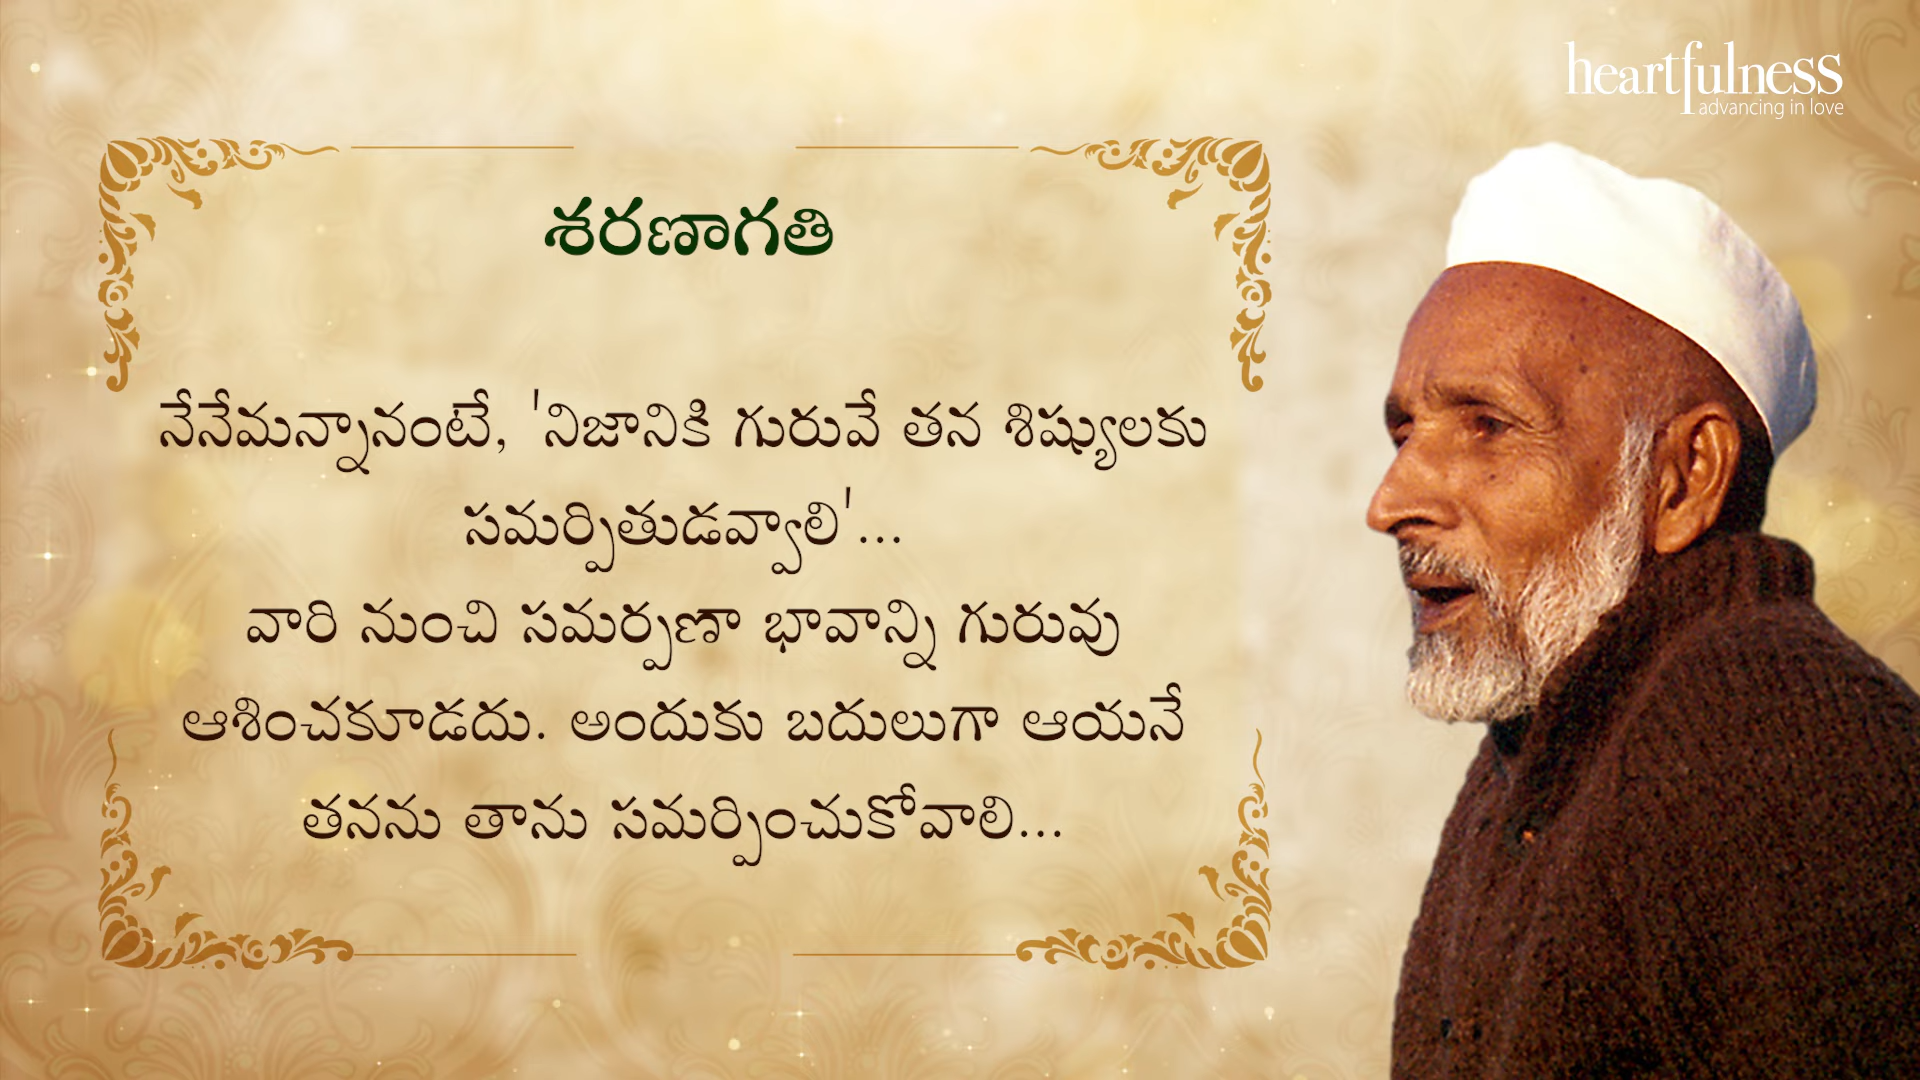 heartfulness
advancing in love
శరణాగతి
నేనేమన్నానంటే, 'నిజానికి గురువే తన శిష్యులకు
సమర్పితుడవ్వాలి'...
వారి నుంచి సమర్పణా భావాన్ని గురువు
ఆశించకూడదు. అందుకు బదులుగా ఆయనే
తనను తాను సమర్పించుకోవాలి...